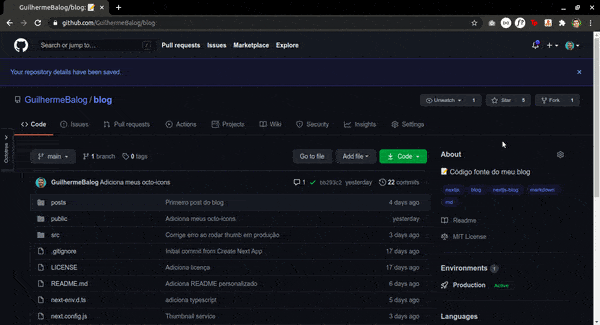 GuilhermeBalog/blog:
github.com/GuilhermeBalog/blog
Search or jump to...
/
Pull requests
Issues
Marketplace
Explore
Your repository details have been saved.
GuilhermeBalog / blog
Unwatch
1
Star
5
Fork
1
Code
Issues
Pull requests
Actions
Projects
Wiki
Security
Insights
Settings
Octotree
main
1 branch
0 tags
Go to file
Add file
Code
About
Código fonte do meu blog
nextjs
blog
nextjs-blog
markdown
md
Readme
MIT License
Environments 1
Production Active
Languages
GuilhermeBalog Adiciona meus octo-icons
1
bb293c2 yesterday
22 commits
posts
Primeiro post do blog
4 days ago
public
Adiciona meus octo-icons
yesterday
src
Corrige erro ao rodar thumb em produção
3 days ago
.gitignore
Initial commit from Create Next App
17 days ago
LICENSE
Adiciona licença
17 days ago
README.md
Adiciona README personalizado
6 days ago
next-env.d.ts
adiciona typescript
5 days ago
next.config.js
Thumbnail service
3 days ago